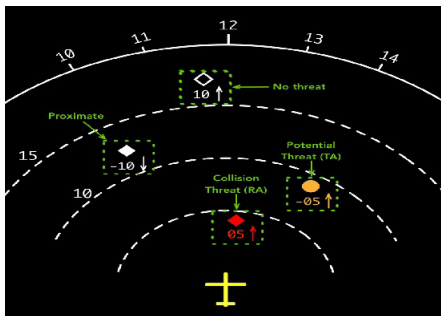 12
11
13
10
14
10 ↑
No threat
Proximate
15
-10 ↓
Potential
Threat (TA)
10
Collision
Threat (RA)
-05 ↑
05 ↑